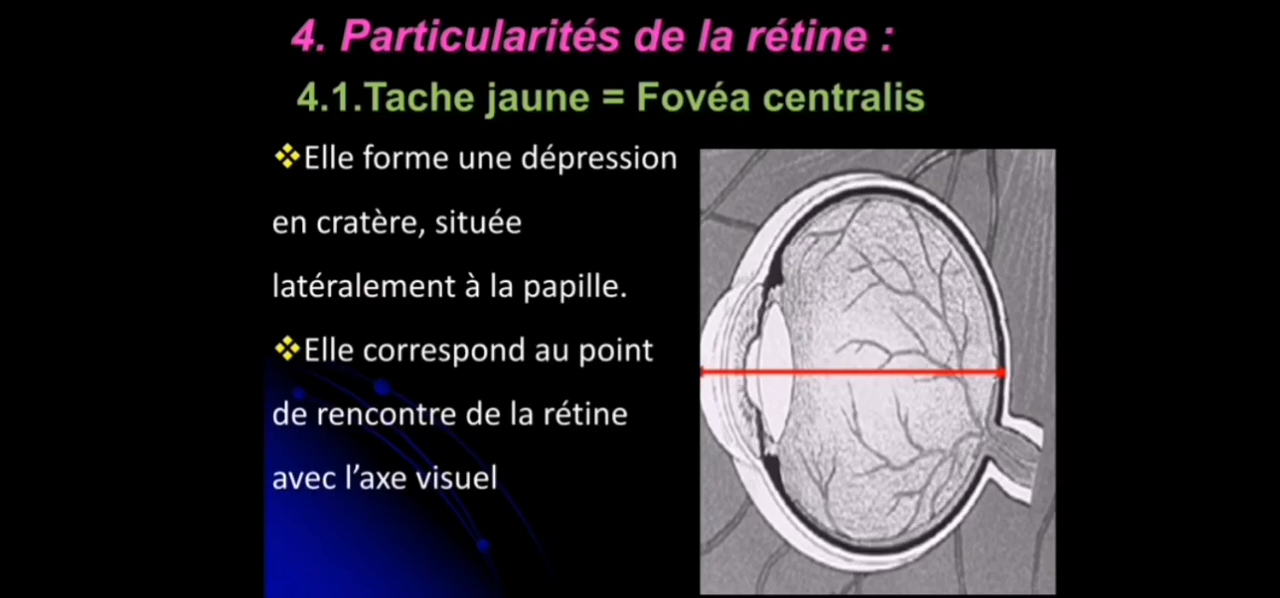 4. Particularités de la rétine :
4.1.Tache jaune = Fovéa centralis
❖Elle forme une dépression
en cratère, située
latéralement à la papille.
❖Elle correspond au point
de rencontre de la rétine
avec l’axe visuel